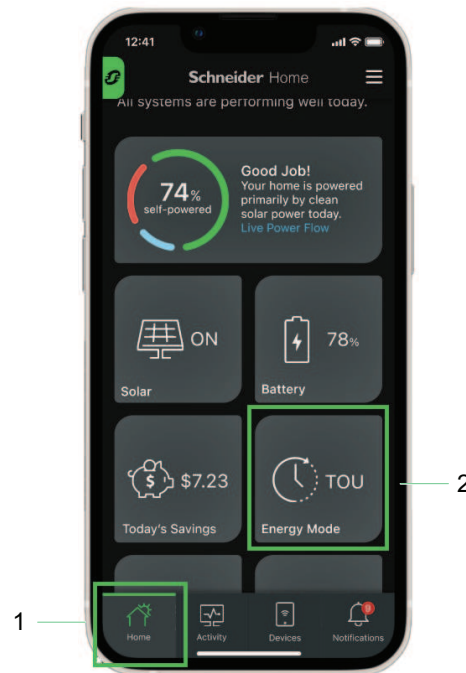 12:41
Schneider Home
All systems are performing well today.
74%
self-powered
Good Job!
Your home is powered
primarily by clean
solar power today.
Live Power Flow
ON
Solar
78%
Battery
$7.23
Today's Savings
TOU
Energy Mode
2
1
Home
Activity
Devices
9
Notifications